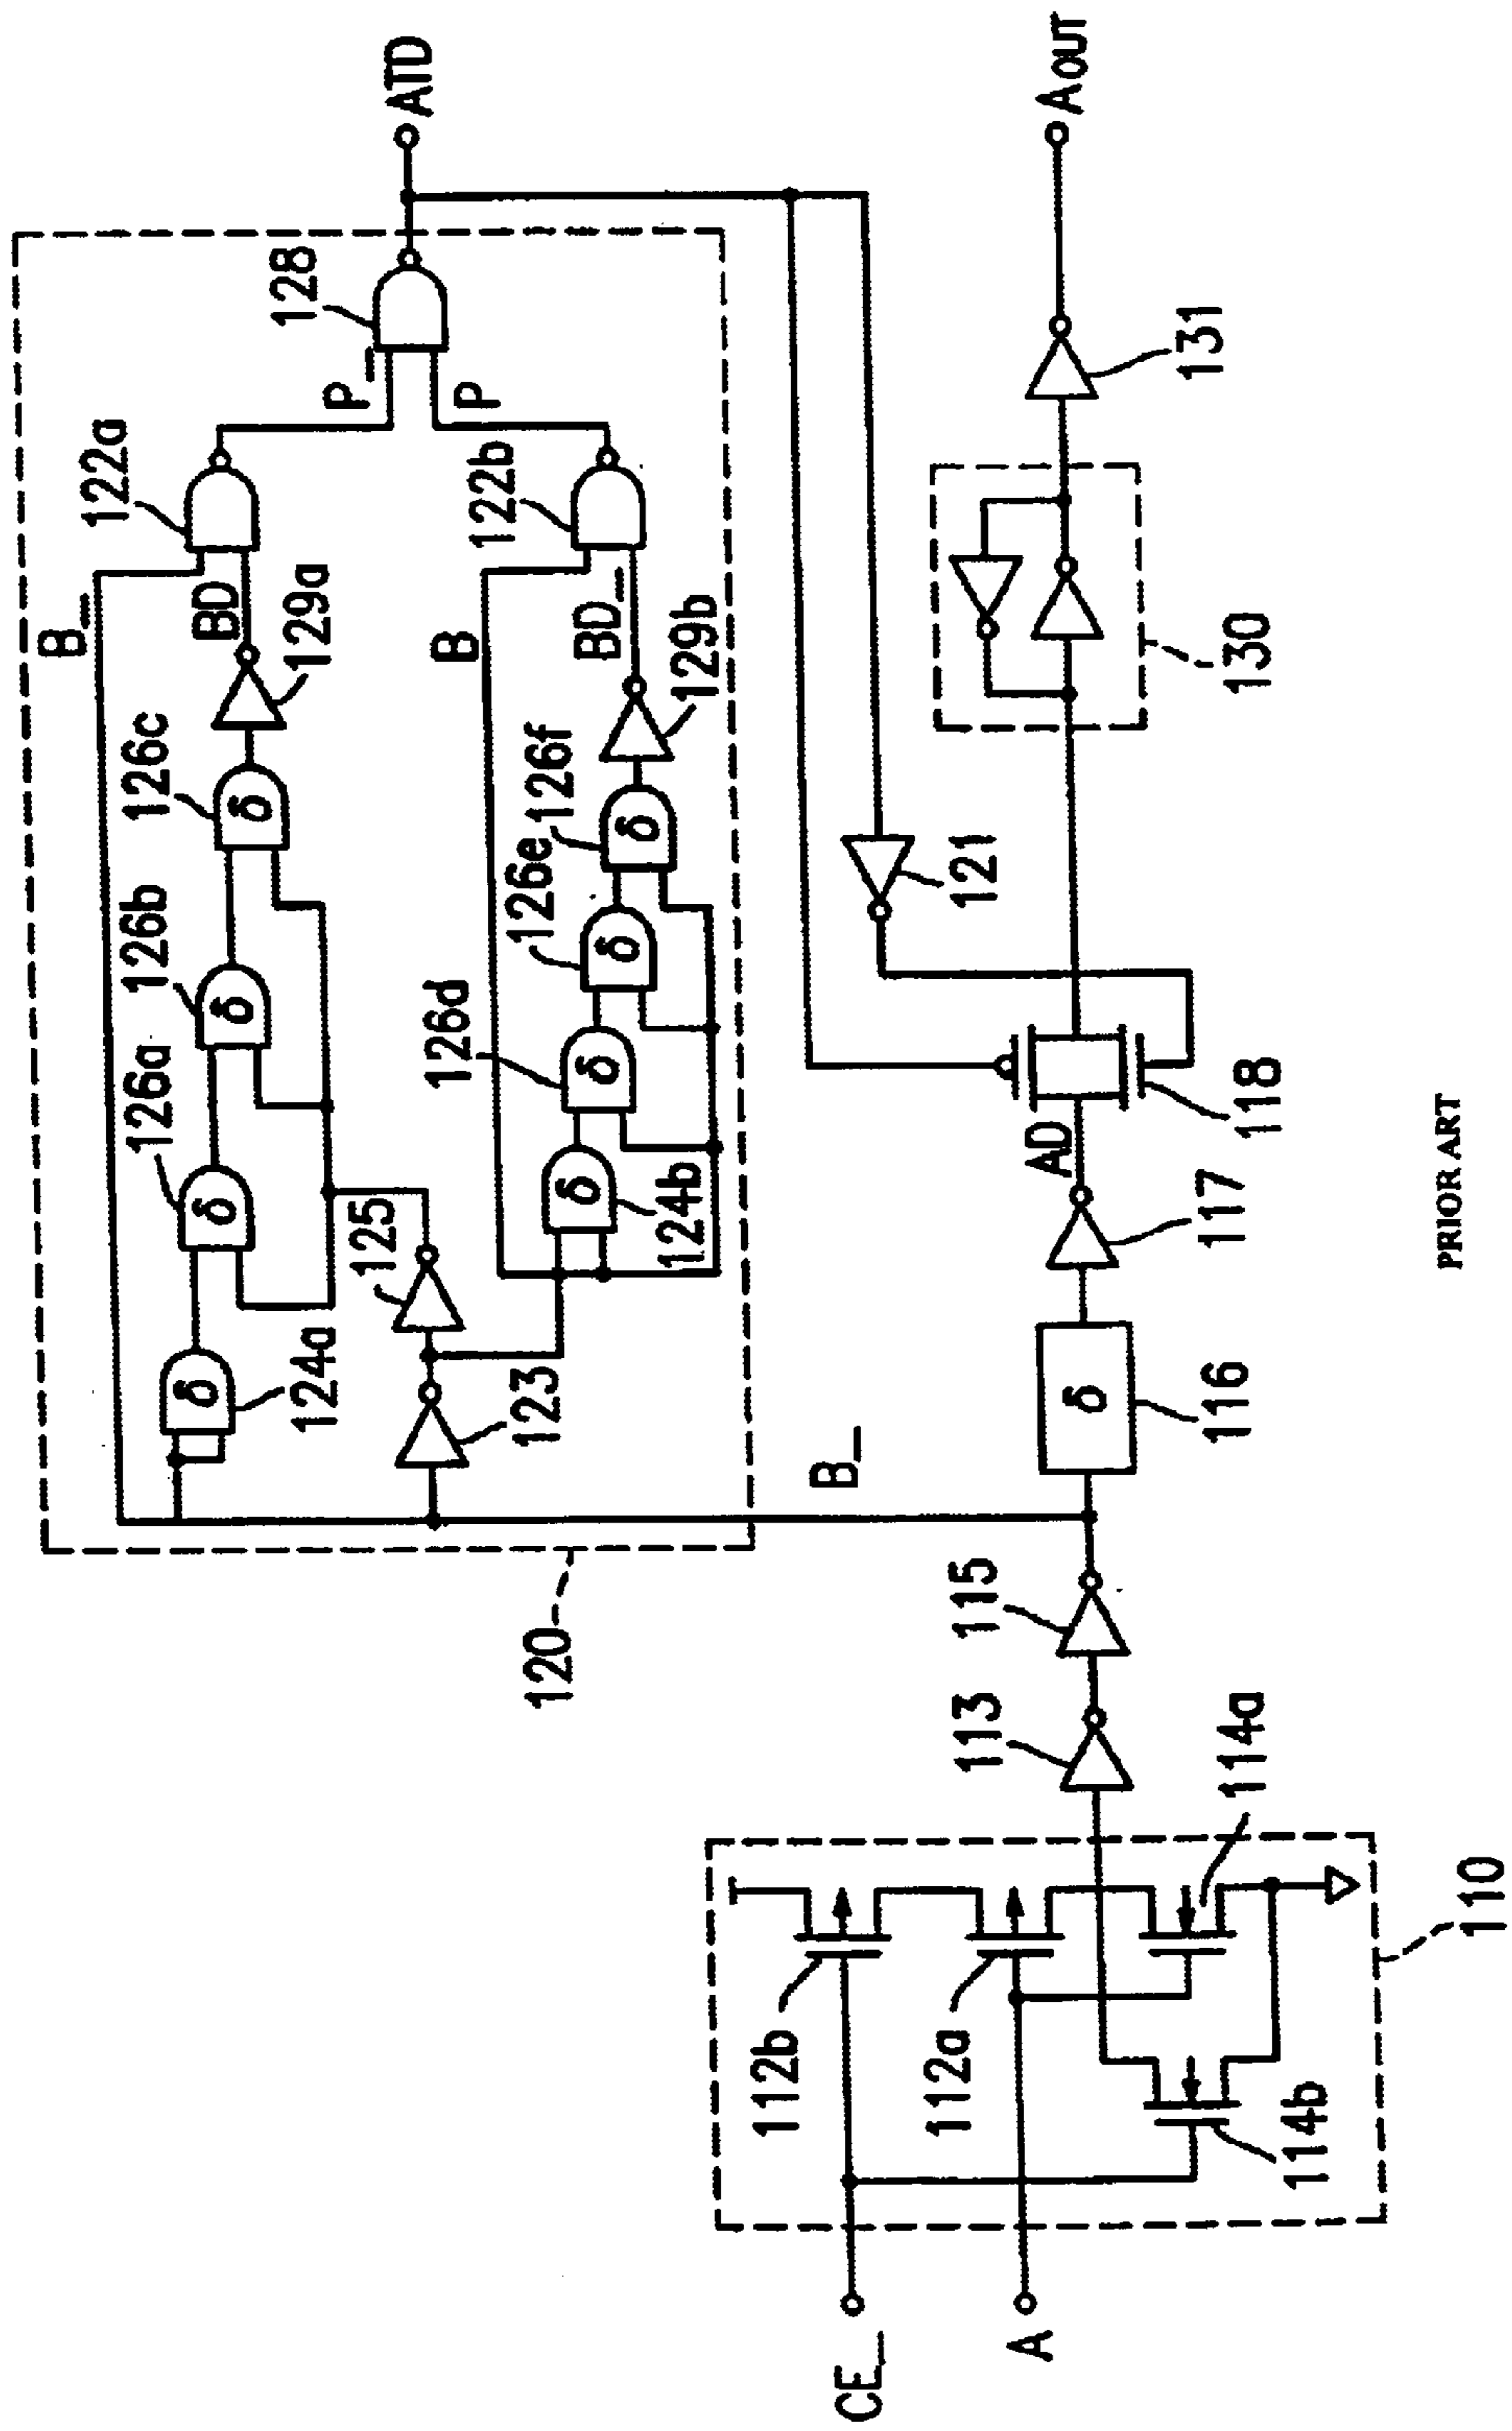 122a
B_
BD
129a
126c
126b
126a
124a
P_
P
128
ATD
122b
B
BD_
129b
126f
126e
126d
124b
125
123
120
δ
δ
δ
δ
δ
δ
δ
δ
B_
121
CE_
A
112b
112a
114b
114a
110
113
115
δ
116
117
AD
118
130
131
AOUT
PRIOR ART